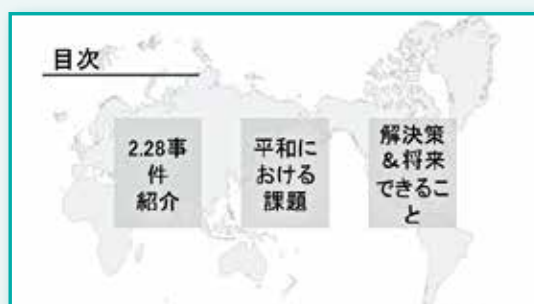 目次
2.28事
件
紹介
平和に
おける
課題
解決策
＆将来
できるこ
と